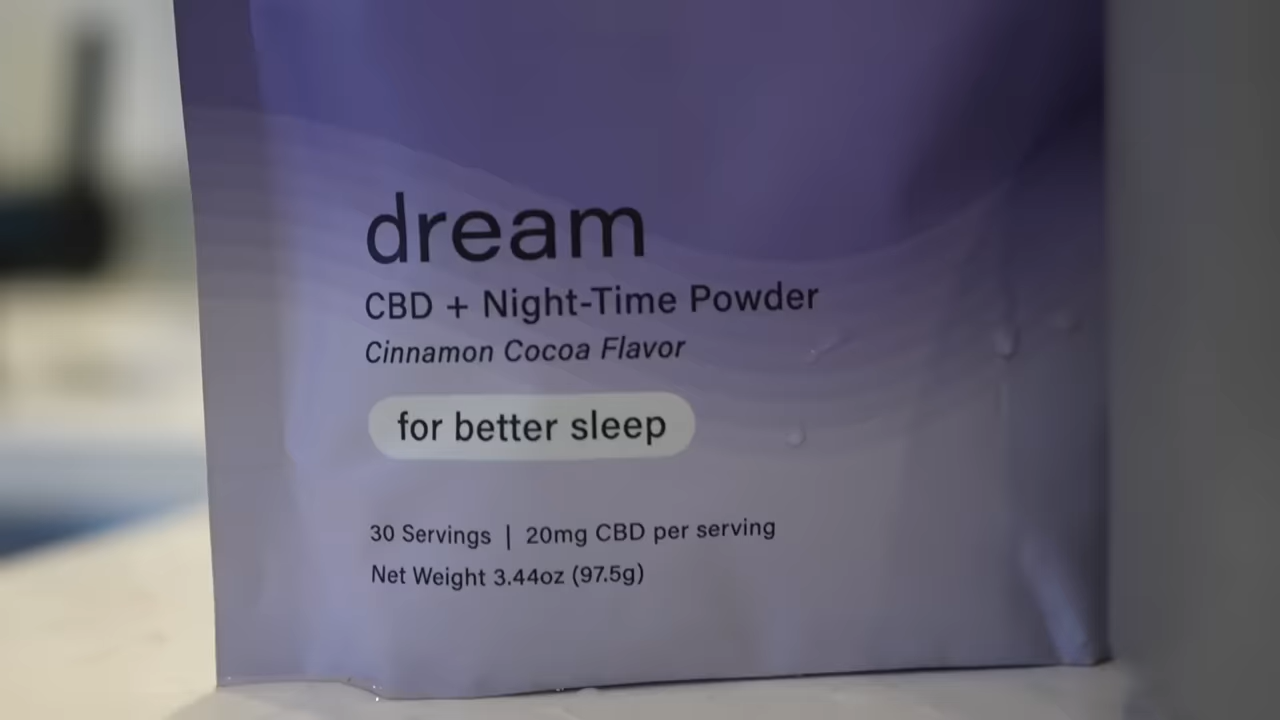 dream
CBD + Night-Time Powder
Cinnamon Cocoa Flavor
for better sleep
30 Servings | 20mg CBD per serving
Net Weight 3.44oz (97.5g)